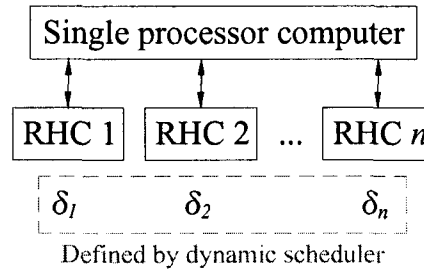 Single processor computer
RHC 1 RHC 2 ... RHC n
δ1 δ2 δn
Defined by dynamic scheduler